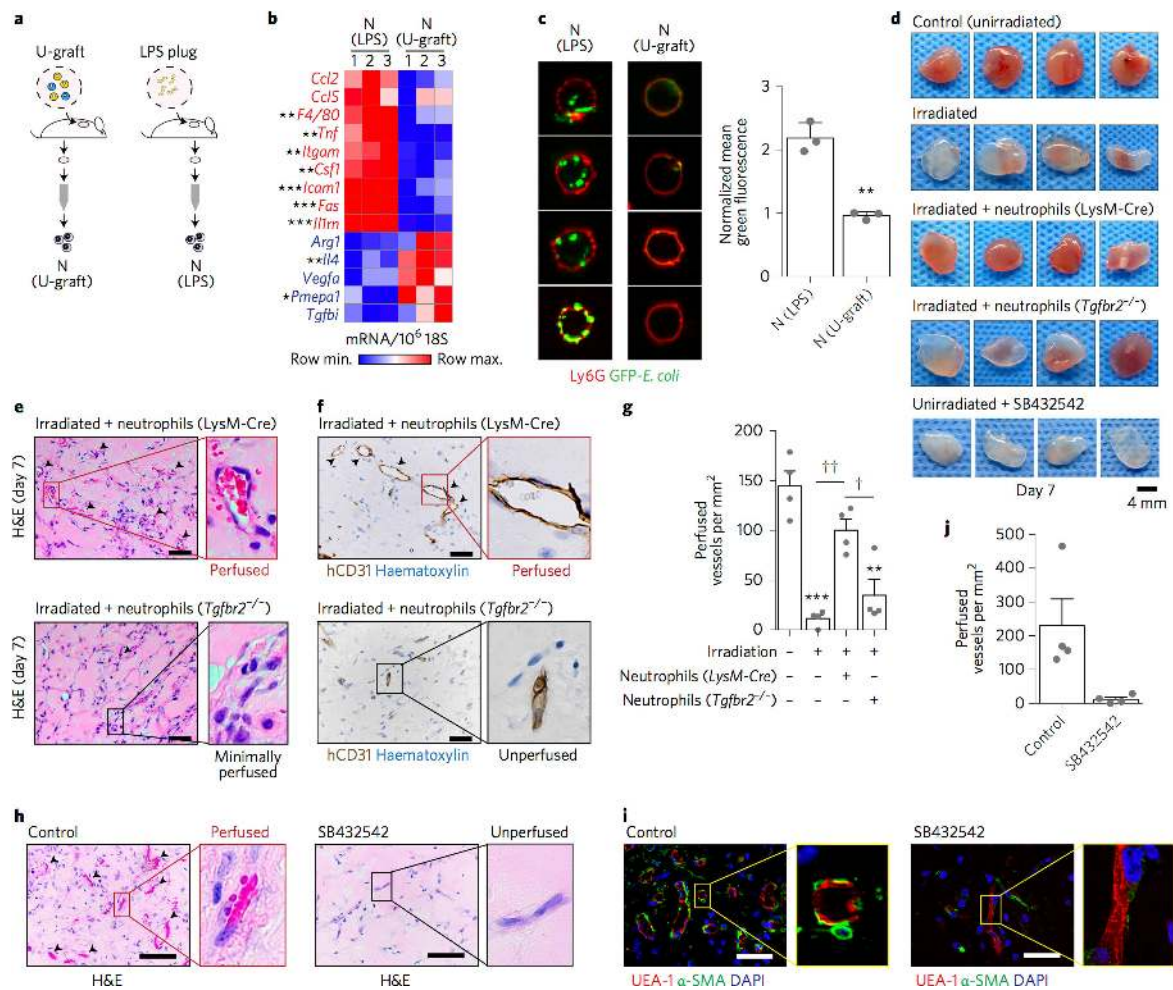 a
U-graft
LPS plug
N
(U-graft)
N
(LPS)
b
N
(LPS)
N
(U-graft)
1 2 3 1 2 3
Ccl2
Ccl5
**F4/80
**Tnf
**Itgam
**Csf1
***Icam1
***Fas
***Il1rn
Arg1
**Il4
Vegfa
*Pmepa1
Tgfbi
mRNA/10⁶ 18S
Row min.
Row max.
c
N
(LPS)
N
(U-graft)
Ly6G GFP-E. coli
Normalized mean
green fluorescence
3
2
1
0
**
N (LPS)
N (U-graft)
d
Control (unirradiated)
Irradiated
Irradiated + neutrophils (LysM-Cre)
Irradiated + neutrophils (Tgfbr2⁻/⁻)
Unirradiated + SB432542
Day 7
4 mm
e
Irradiated + neutrophils (LysM-Cre)
H&E (day 7)
Perfused
Irradiated + neutrophils (Tgfbr2⁻/⁻)
H&E (day 7)
Minimally
perfused
f
Irradiated + neutrophils (LysM-Cre)
hCD31 Haematoxylin
Perfused
Irradiated + neutrophils (Tgfbr2⁻/⁻)
hCD31 Haematoxylin
Unperfused
g
Perfused
vessels per mm²
200
150
100
50
0
††
†
***
**
Irradiation – + + +
Neutrophils (LysM-Cre) – – + –
Neutrophils (Tgfbr2⁻/⁻) – – – +
j
Perfused
vessels per mm²
500
400
300
200
100
0
Control
SB432542
h
Control
Perfused
SB432542
Unperfused
H&E
H&E
i
Control
SB432542
UEA-1 α-SMA DAPI
UEA-1 α-SMA DAPI